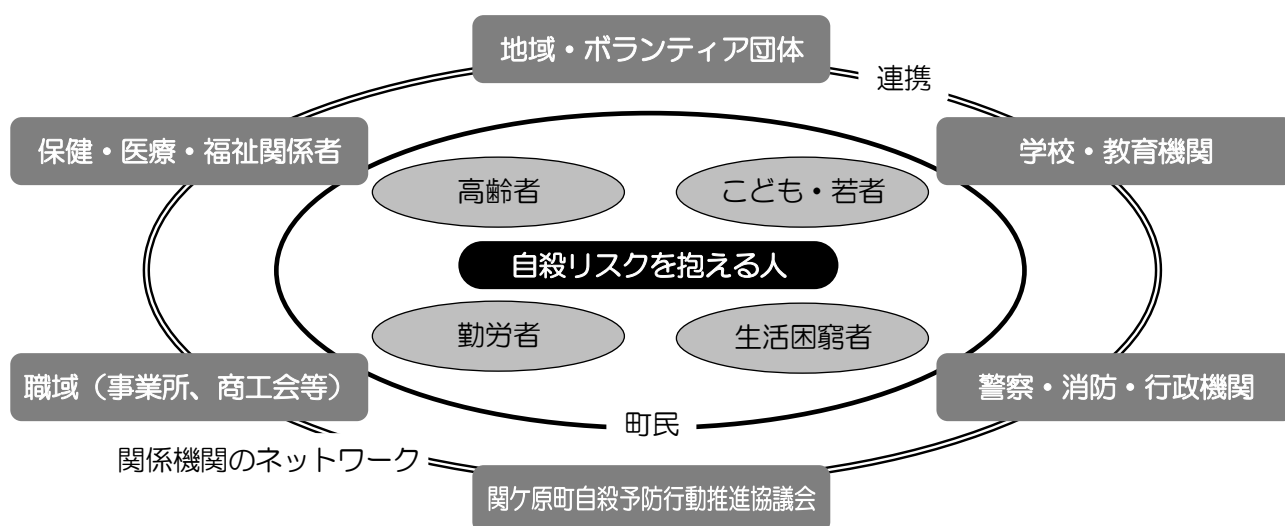 地域・ボランティア団体
連携
保健・医療・福祉関係者
学校・教育機関
高齢者
こども・若者
自殺リスクを抱える人
勤労者
生活困窮者
職域（事業所、商工会等）
警察・消防・行政機関
町民
関係機関のネットワーク
関ケ原町自殺予防行動推進協議会